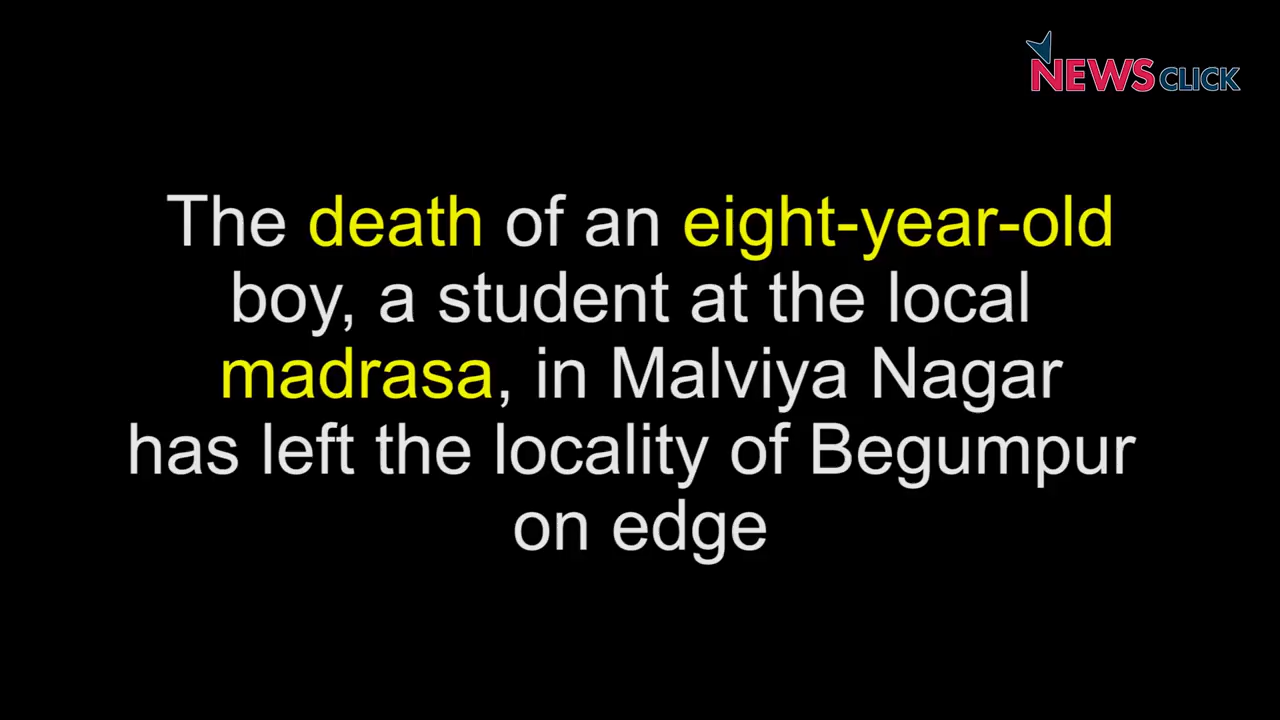 NEWSCLICK
The death of an eight-year-old
boy, a student at the local
madrasa, in Malviya Nagar
has left the locality of Begumpur
on edge